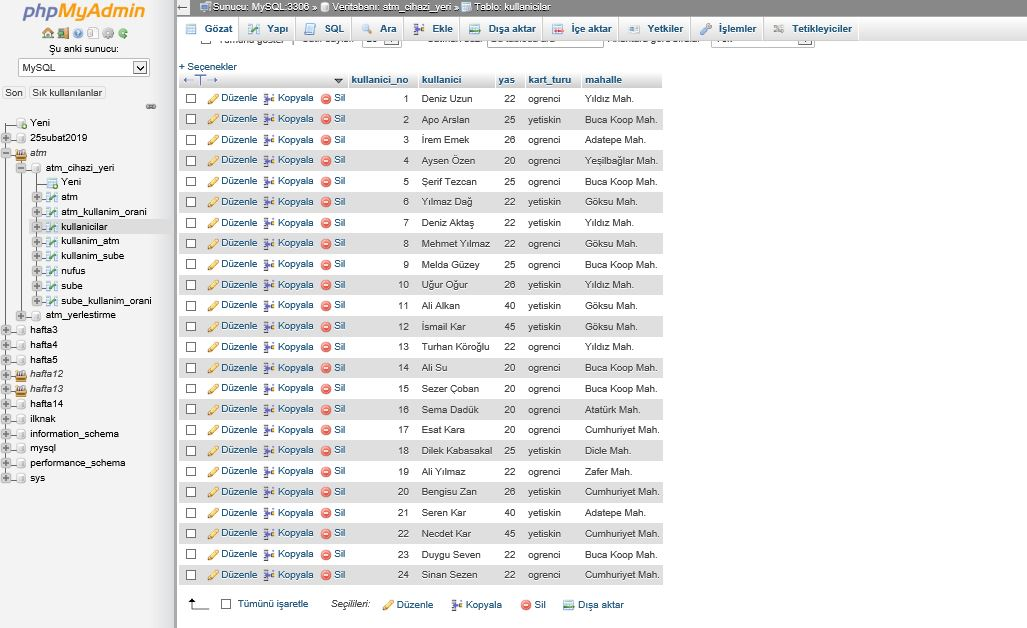 phpMyAdmin
Şu anki sunucu:
MySQL
Son Sık kullanılanlar
Yeni
25subat2019
atm
atm_cihazi_yeri
Yeni
atm
atm_kullanim_orani
kullanicilar
kullanim_atm
kullanim_sube
nufus
sube
sube_kullanim_orani
atm_yerlestirme
hafta3
hafta4
hafta5
hafta12
hafta13
hafta14
ilknak
information_schema
mysql
performance_schema
sys
Sunucu: MySQL:3306 » Veritabanı: atm_cihazi_yeri » Tablo: kullanicilar
Gözat Yapı SQL Ara Ekle Dışa aktar İçe aktar Yetkiler İşlemler Tetikleyiciler
+ Seçenekler
kullanici_no kullanici yas kart_turu mahalle
Düzenle Kopyala Sil 1 Deniz Uzun 22 ogrenci Yıldız Mah.
Düzenle Kopyala Sil 2 Apo Arslan 25 yetiskin Buca Koop Mah.
Düzenle Kopyala Sil 3 İrem Emek 26 ogrenci Adatepe Mah.
Düzenle Kopyala Sil 4 Aysen Özen 20 ogrenci Yeşilbağlar Mah.
Düzenle Kopyala Sil 5 Şerif Tezcan 25 ogrenci Buca Koop Mah.
Düzenle Kopyala Sil 6 Yılmaz Dağ 22 yetiskin Göksu Mah.
Düzenle Kopyala Sil 7 Deniz Aktaş 22 yetiskin Yıldız Mah.
Düzenle Kopyala Sil 8 Mehmet Yılmaz 22 ogrenci Göksu Mah.
Düzenle Kopyala Sil 9 Melda Güzey 25 ogrenci Buca Koop Mah.
Düzenle Kopyala Sil 10 Uğur Oğur 26 yetiskin Yıldız Mah.
Düzenle Kopyala Sil 11 Ali Alkan 40 yetiskin Göksu Mah.
Düzenle Kopyala Sil 12 İsmail Kar 45 yetiskin Göksu Mah.
Düzenle Kopyala Sil 13 Turhan Köroğlu 22 ogrenci Yıldız Mah.
Düzenle Kopyala Sil 14 Ali Su 20 ogrenci Buca Koop Mah.
Düzenle Kopyala Sil 15 Sezer Çoban 20 ogrenci Buca Koop Mah.
Düzenle Kopyala Sil 16 Sema Dadük 20 ogrenci Atatürk Mah.
Düzenle Kopyala Sil 17 Esat Kara 20 ogrenci Cumhuriyet Mah.
Düzenle Kopyala Sil 18 Dilek Kabasakal 25 yetiskin Dicle Mah.
Düzenle Kopyala Sil 19 Ali Yılmaz 22 ogrenci Zafer Mah.
Düzenle Kopyala Sil 20 Bengisu Zan 26 yetiskin Cumhuriyet Mah.
Düzenle Kopyala Sil 21 Seren Kar 40 yetiskin Adatepe Mah.
Düzenle Kopyala Sil 22 Necdet Kar 45 yetiskin Cumhuriyet Mah.
Düzenle Kopyala Sil 23 Duygu Seven 22 ogrenci Buca Koop Mah.
Düzenle Kopyala Sil 24 Sinan Sezen 22 ogrenci Cumhuriyet Mah.
Tümünü işaretle Seçilileri: Düzenle Kopyala Sil Dışa aktar